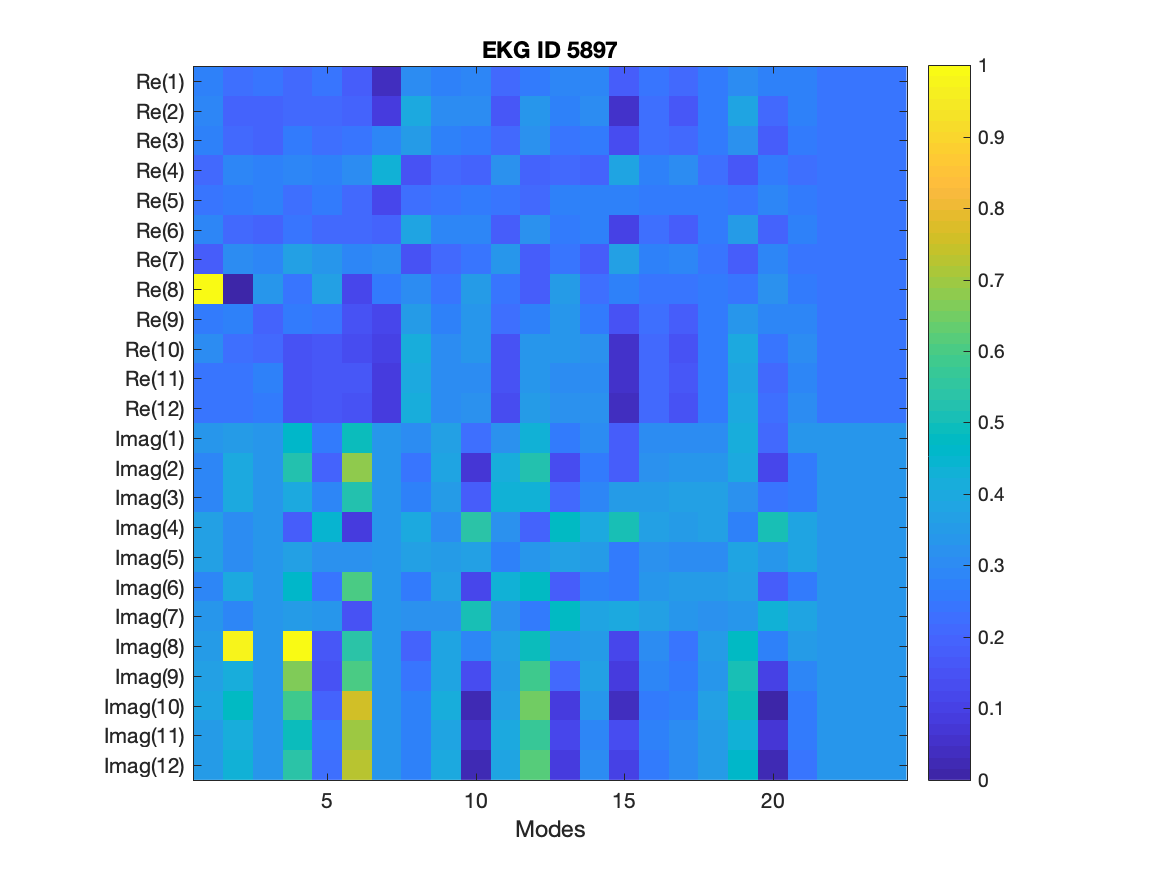 EKG ID 5897
Re(1)
Re(2)
Re(3)
Re(4)
Re(5)
Re(6)
Re(7)
Re(8)
Re(9)
Re(10)
Re(11)
Re(12)
Imag(1)
Imag(2)
Imag(3)
Imag(4)
Imag(5)
Imag(6)
Imag(7)
Imag(8)
Imag(9)
Imag(10)
Imag(11)
Imag(12)
5 10 15 20
Modes
1
0.9
0.8
0.7
0.6
0.5
0.4
0.3
0.2
0.1
0